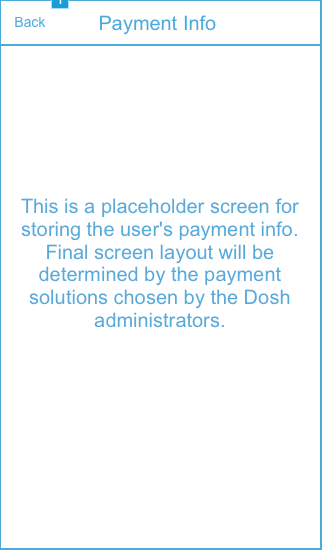 Back
Payment Info
This is a placeholder screen for
storing the user's payment info.
Final screen layout will be
determined by the payment
solutions chosen by the Dosh
administrators.